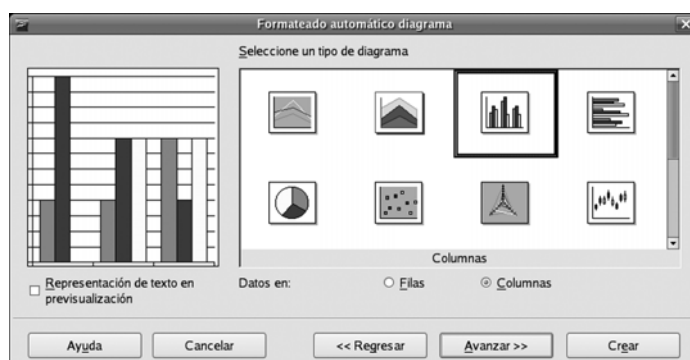 Formateado automático diagrama
Seleccione un tipo de diagrama
Columnas
Representación de texto en
previsualización
Datos en:
Filas
Columnas
Ayuda
Cancelar
<< Regresar
Avanzar >>
Crear